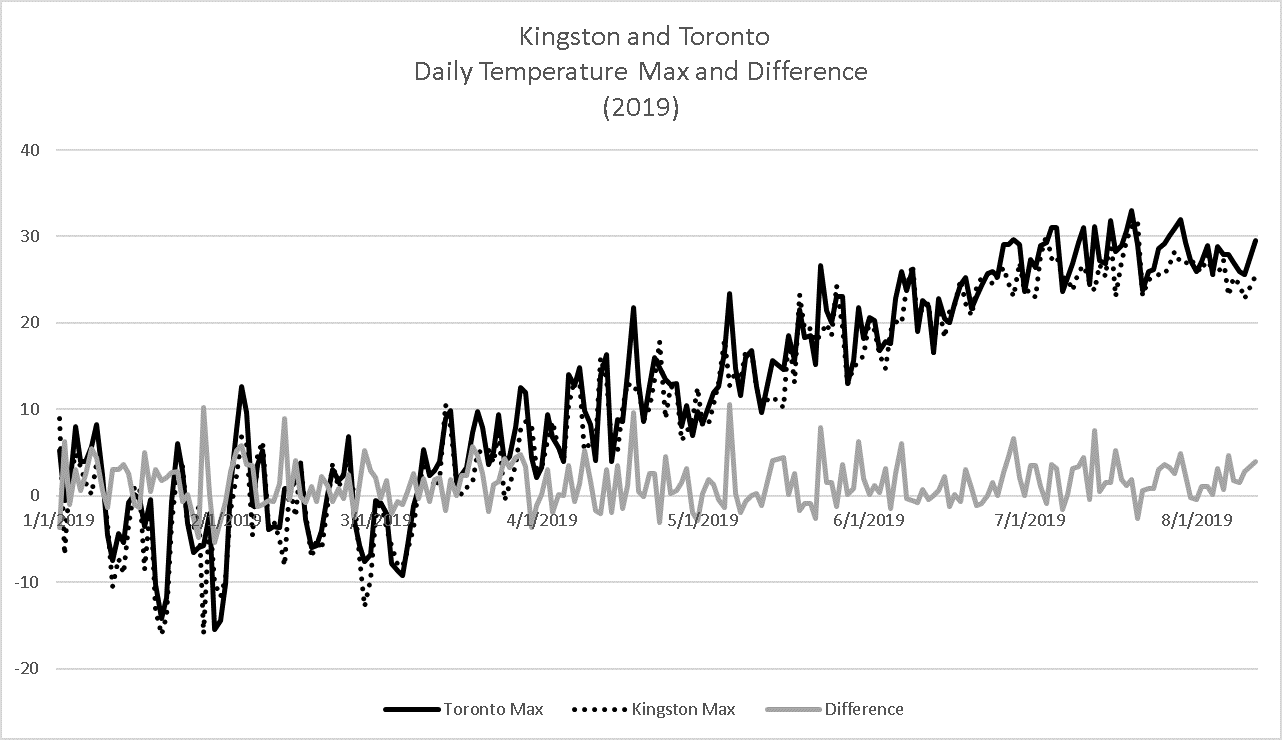 Kingston and Toronto
Daily Temperature Max and Difference
(2019)
40
30
20
10
0
1/1/2019 2/1/2019 3/1/2019 4/1/2019 5/1/2019 6/1/2019 7/1/2019 8/1/2019
-10
-20
Toronto Max Kingston Max Difference